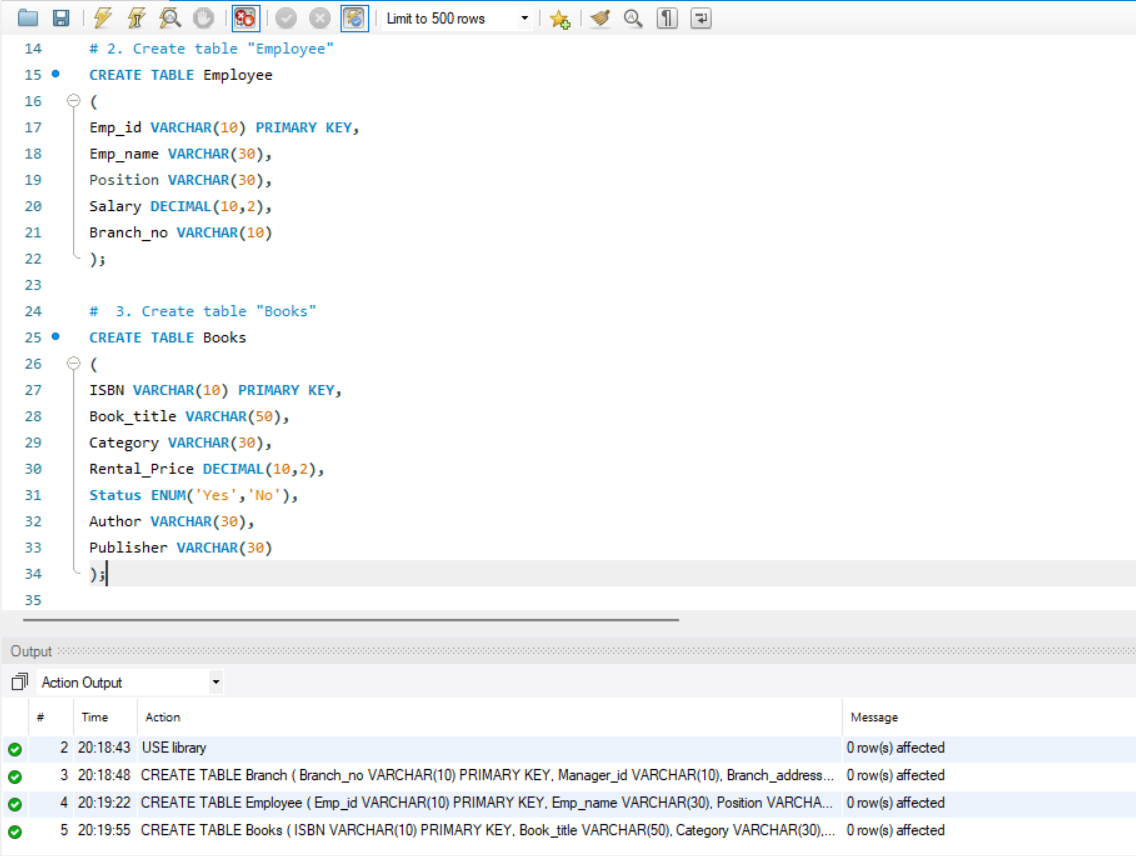 Limit to 500 rows
14 # 2. Create table "Employee"
15 CREATE TABLE Employee
16 (
17 Emp_id VARCHAR(10) PRIMARY KEY,
18 Emp_name VARCHAR(30),
19 Position VARCHAR(30),
20 Salary DECIMAL(10,2),
21 Branch_no VARCHAR(10)
22 );
23
24 #  3. Create table "Books"
25 CREATE TABLE Books
26 (
27 ISBN VARCHAR(10) PRIMARY KEY,
28 Book_title VARCHAR(50),
29 Category VARCHAR(30),
30 Rental_Price DECIMAL(10,2),
31 Status ENUM('Yes','No'),
32 Author VARCHAR(30),
33 Publisher VARCHAR(30)
34 );
35
Output
Action Output
# Time Action Message
2 20:18:43 USE library 0 row(s) affected
3 20:18:48 CREATE TABLE Branch ( Branch_no VARCHAR(10) PRIMARY KEY, Manager_id VARCHAR(10), Branch_address... 0 row(s) affected
4 20:19:22 CREATE TABLE Employee ( Emp_id VARCHAR(10) PRIMARY KEY, Emp_name VARCHAR(30), Position VARCHA... 0 row(s) affected
5 20:19:55 CREATE TABLE Books ( ISBN VARCHAR(10) PRIMARY KEY, Book_title VARCHAR(50), Category VARCHAR(30),... 0 row(s) affected